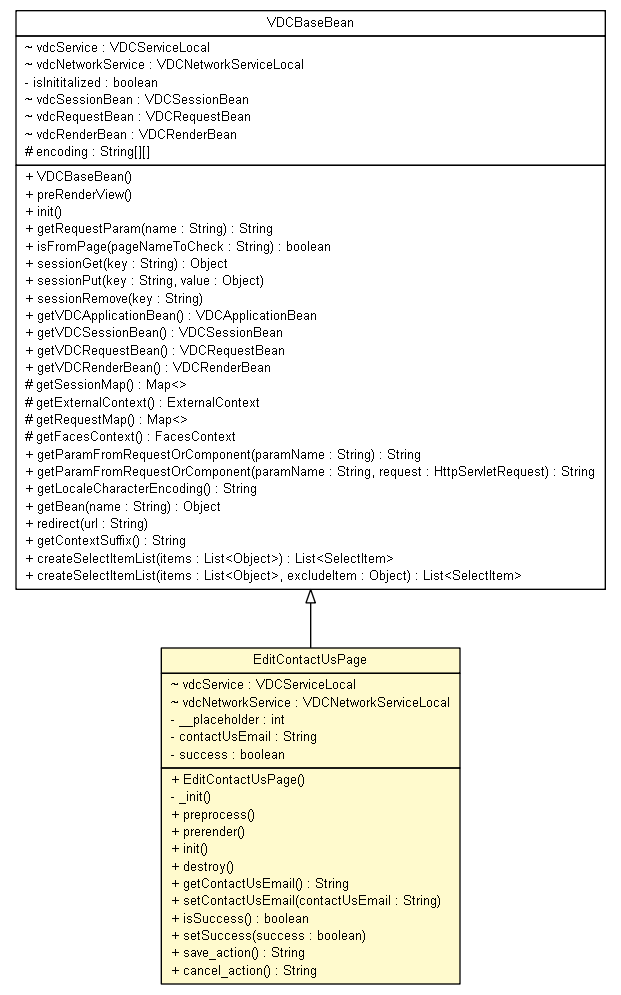 VDCBaseBean
~ vdcService : VDCServiceLocal
~ vdcNetworkService : VDCNetworkServiceLocal
- isInititalized : boolean
~ vdcSessionBean : VDCSessionBean
~ vdcRequestBean : VDCRequestBean
~ vdcRenderBean : VDCRenderBean
# encoding : String[][]
+ VDCBaseBean()
+ preRenderView()
+ init()
+ getRequestParam(name : String) : String
+ isFromPage(pageNameToCheck : String) : boolean
+ sessionGet(key : String) : Object
+ sessionPut(key : String, value : Object)
+ sessionRemove(key : String)
+ getVDCApplicationBean() : VDCApplicationBean
+ getVDCSessionBean() : VDCSessionBean
+ getVDCRequestBean() : VDCRequestBean
+ getVDCRenderBean() : VDCRenderBean
# getSessionMap() : Map<>
# getExternalContext() : ExternalContext
# getRequestMap() : Map<>
# getFacesContext() : FacesContext
+ getParamFromRequestOrComponent(paramName : String) : String
+ getParamFromRequestOrComponent(paramName : String, request : HttpServletRequest) : String
+ getLocaleCharacterEncoding() : String
+ getBean(name : String) : Object
+ redirect(url : String)
+ getContextSuffix() : String
+ createSelectItemList(items : List<Object>) : List<SelectItem>
+ createSelectItemList(items : List<Object>, excludeItem : Object) : List<SelectItem>
EditContactUsPage
~ vdcService : VDCServiceLocal
~ vdcNetworkService : VDCNetworkServiceLocal
- __placeholder : int
- contactUsEmail : String
- success : boolean
+ EditContactUsPage()
- _init()
+ preprocess()
+ prerender()
+ init()
+ destroy()
+ getContactUsEmail() : String
+ setContactUsEmail(contactUsEmail : String)
+ isSuccess() : boolean
+ setSuccess(success : boolean)
+ save_action() : String
+ cancel_action() : String